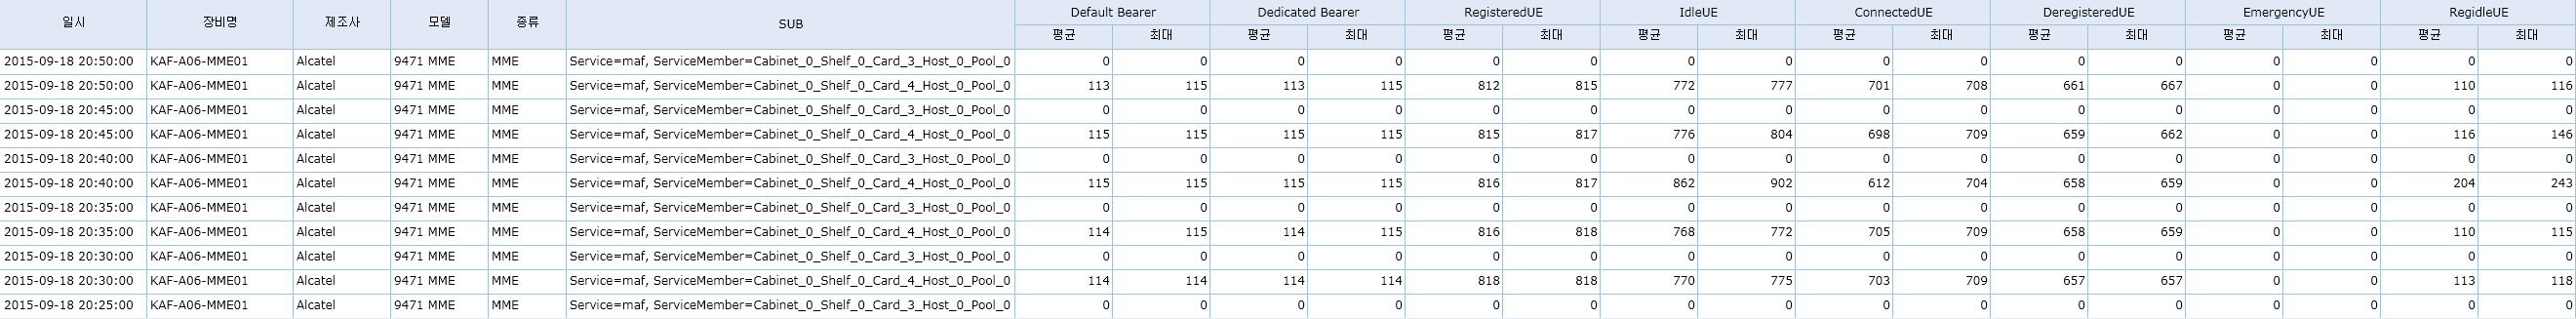 일시 장비명 제조사 모델 종류 SUB Default Bearer Dedicated Bearer RegisteredUE IdleUE ConnectedUE DeregisteredUE EmergencyUE RegidleUE
평균 최대 평균 최대 평균 최대 평균 최대 평균 최대 평균 최대 평균 최대 평균 최대
2015-09-18 20:50:00 KAF-A06-MME01 Alcatel 9471 MME MME Service=maf, ServiceMember=Cabinet_0_Shelf_0_Card_3_Host_0_Pool_0 0 0 0 0 0 0 0 0 0 0 0 0 0 0 0 0
2015-09-18 20:50:00 KAF-A06-MME01 Alcatel 9471 MME MME Service=maf, ServiceMember=Cabinet_0_Shelf_0_Card_4_Host_0_Pool_0 113 115 113 115 812 815 772 777 701 708 661 667 0 0 110 116
2015-09-18 20:45:00 KAF-A06-MME01 Alcatel 9471 MME MME Service=maf, ServiceMember=Cabinet_0_Shelf_0_Card_3_Host_0_Pool_0 0 0 0 0 0 0 0 0 0 0 0 0 0 0 0 0
2015-09-18 20:45:00 KAF-A06-MME01 Alcatel 9471 MME MME Service=maf, ServiceMember=Cabinet_0_Shelf_0_Card_4_Host_0_Pool_0 115 115 115 115 815 817 776 804 698 709 659 662 0 0 116 146
2015-09-18 20:40:00 KAF-A06-MME01 Alcatel 9471 MME MME Service=maf, ServiceMember=Cabinet_0_Shelf_0_Card_3_Host_0_Pool_0 0 0 0 0 0 0 0 0 0 0 0 0 0 0 0 0
2015-09-18 20:40:00 KAF-A06-MME01 Alcatel 9471 MME MME Service=maf, ServiceMember=Cabinet_0_Shelf_0_Card_4_Host_0_Pool_0 115 115 115 115 816 817 862 902 612 704 658 659 0 0 204 243
2015-09-18 20:35:00 KAF-A06-MME01 Alcatel 9471 MME MME Service=maf, ServiceMember=Cabinet_0_Shelf_0_Card_3_Host_0_Pool_0 0 0 0 0 0 0 0 0 0 0 0 0 0 0 0 0
2015-09-18 20:35:00 KAF-A06-MME01 Alcatel 9471 MME MME Service=maf, ServiceMember=Cabinet_0_Shelf_0_Card_4_Host_0_Pool_0 114 115 114 115 816 818 768 772 705 709 658 659 0 0 110 115
2015-09-18 20:30:00 KAF-A06-MME01 Alcatel 9471 MME MME Service=maf, ServiceMember=Cabinet_0_Shelf_0_Card_3_Host_0_Pool_0 0 0 0 0 0 0 0 0 0 0 0 0 0 0 0 0
2015-09-18 20:30:00 KAF-A06-MME01 Alcatel 9471 MME MME Service=maf, ServiceMember=Cabinet_0_Shelf_0_Card_4_Host_0_Pool_0 114 114 114 114 818 818 770 775 703 709 657 657 0 0 113 118
2015-09-18 20:25:00 KAF-A06-MME01 Alcatel 9471 MME MME Service=maf, ServiceMember=Cabinet_0_Shelf_0_Card_3_Host_0_Pool_0 0 0 0 0 0 0 0 0 0 0 0 0 0 0 0 0